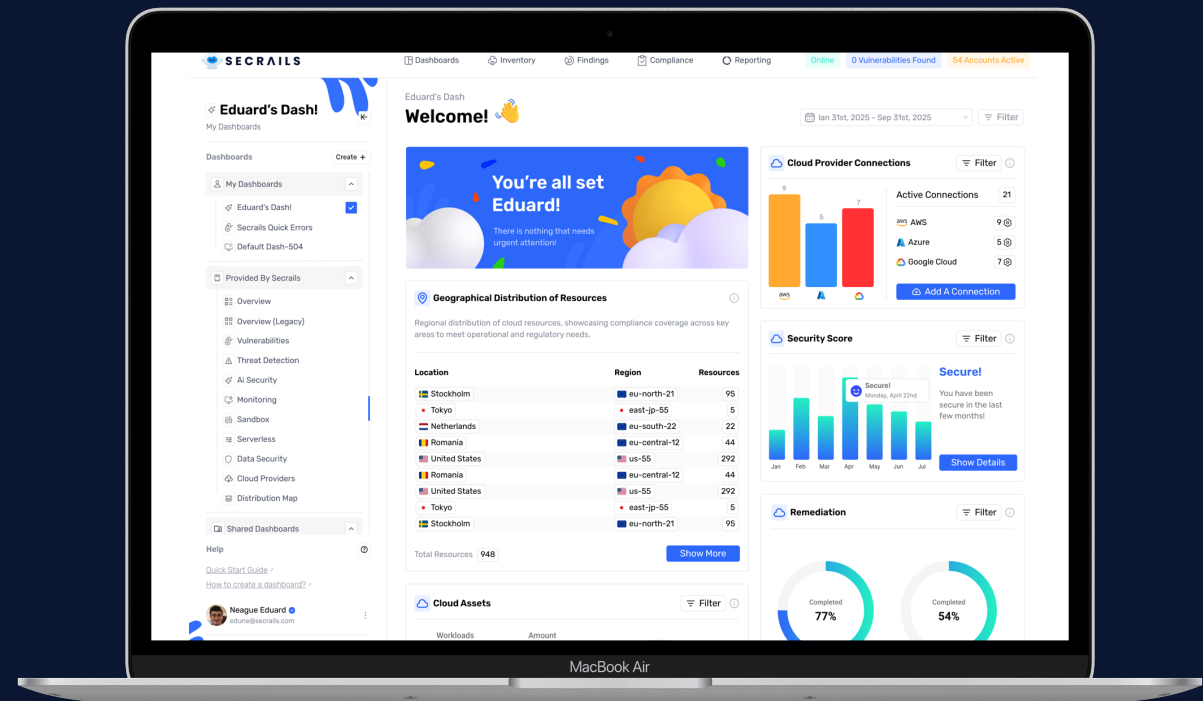 SECRAILS
Dashboards
Inventory
Findings
Compliance
Reporting
Online
0 Vulnerabilities Found
54 Accounts Active
Eduard's Dash!
My Dashboards
Dashboards
Create +
My Dashboards
Eduard's Dash!
Secrails Quick Errors
Default Dash-504
Provided By Secrails
Overview
Overview (Legacy)
Vulnerabilities
Threat Detection
Ai Security
Monitoring
Sandbox
Serverless
Data Security
Cloud Providers
Distribution Map
Shared Dashboards
Help
Quick Start Guide
How to create a dashboard?
Neague Eduard
edune@secrails.com
Eduard's Dash
Welcome!
Ian 31st, 2025 - Sep 31st, 2025
Filter
You're all set
Eduard!
There is nothing that needs
urgent attention!
Geographical Distribution of Resources
Regional distribution of cloud resources, showcasing compliance coverage across key
areas to meet operational and regulatory needs.
Location Region Resources
Stockholm eu-north-21 95
Tokyo east-jp-55 5
Netherlands eu-south-22 22
Romania eu-central-12 44
United States us-55 292
Romania eu-central-12 44
United States us-55 292
Tokyo east-jp-55 5
Stockholm eu-north-21 95
Total Resources 948
Show More
Cloud Assets
Filter
Workloads Amount
Cloud Provider Connections
Filter
9
5
7
aws
Active Connections 21
aws AWS 9
Azure 5
Google Cloud 7
Add A Connection
Security Score
Filter
Secure!
Monday, April 22nd
Jan Feb Mar Apr May Jun Jul
Secure!
You have been
secure in the last
few months!
Show Details
Remediation
Filter
Completed
77%
Completed
54%
MacBook Air